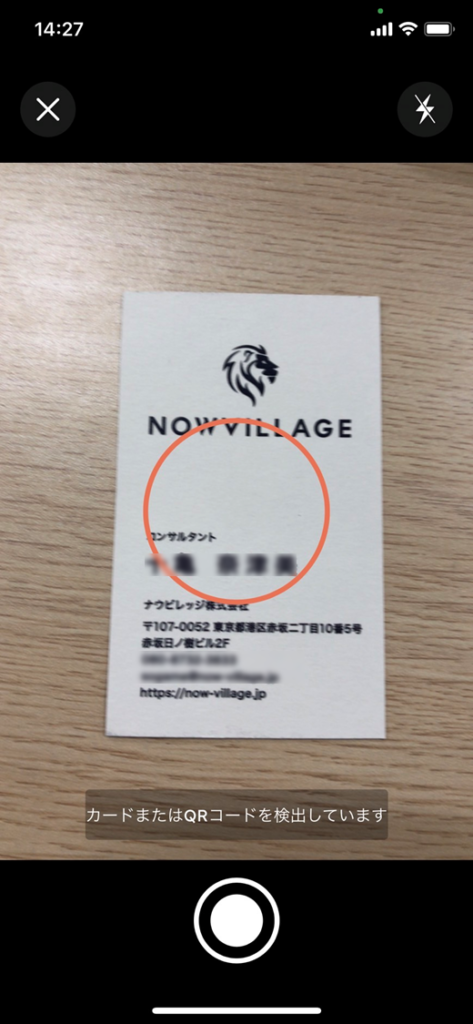 14:27
NOWVILLAGE
コンサルタント
ナウビレッジ株式会社
〒107-0052 東京都港区赤坂二丁目10番5号
赤坂日ノ樹ビル2F
https://now-village.jp
カードまたはQRコードを検出しています